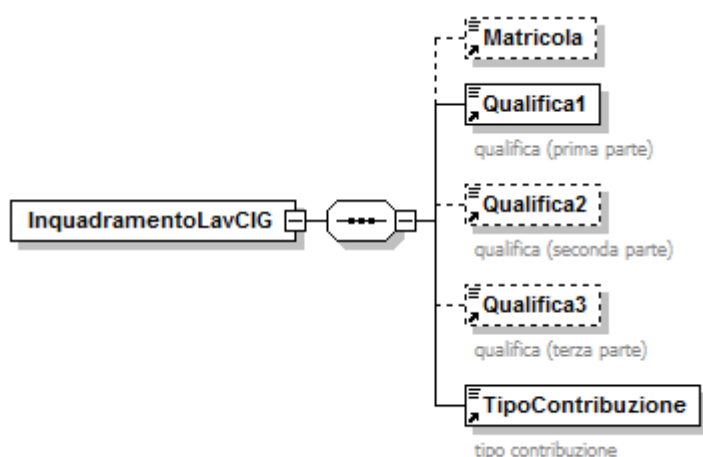 Matricola
Qualifica1
qualifica (prima parte)
InquadramentoLavCIG
Qualifica2
qualifica (seconda parte)
Qualifica3
qualifica (terza parte)
TipoContribuzione
tipo contribuzione